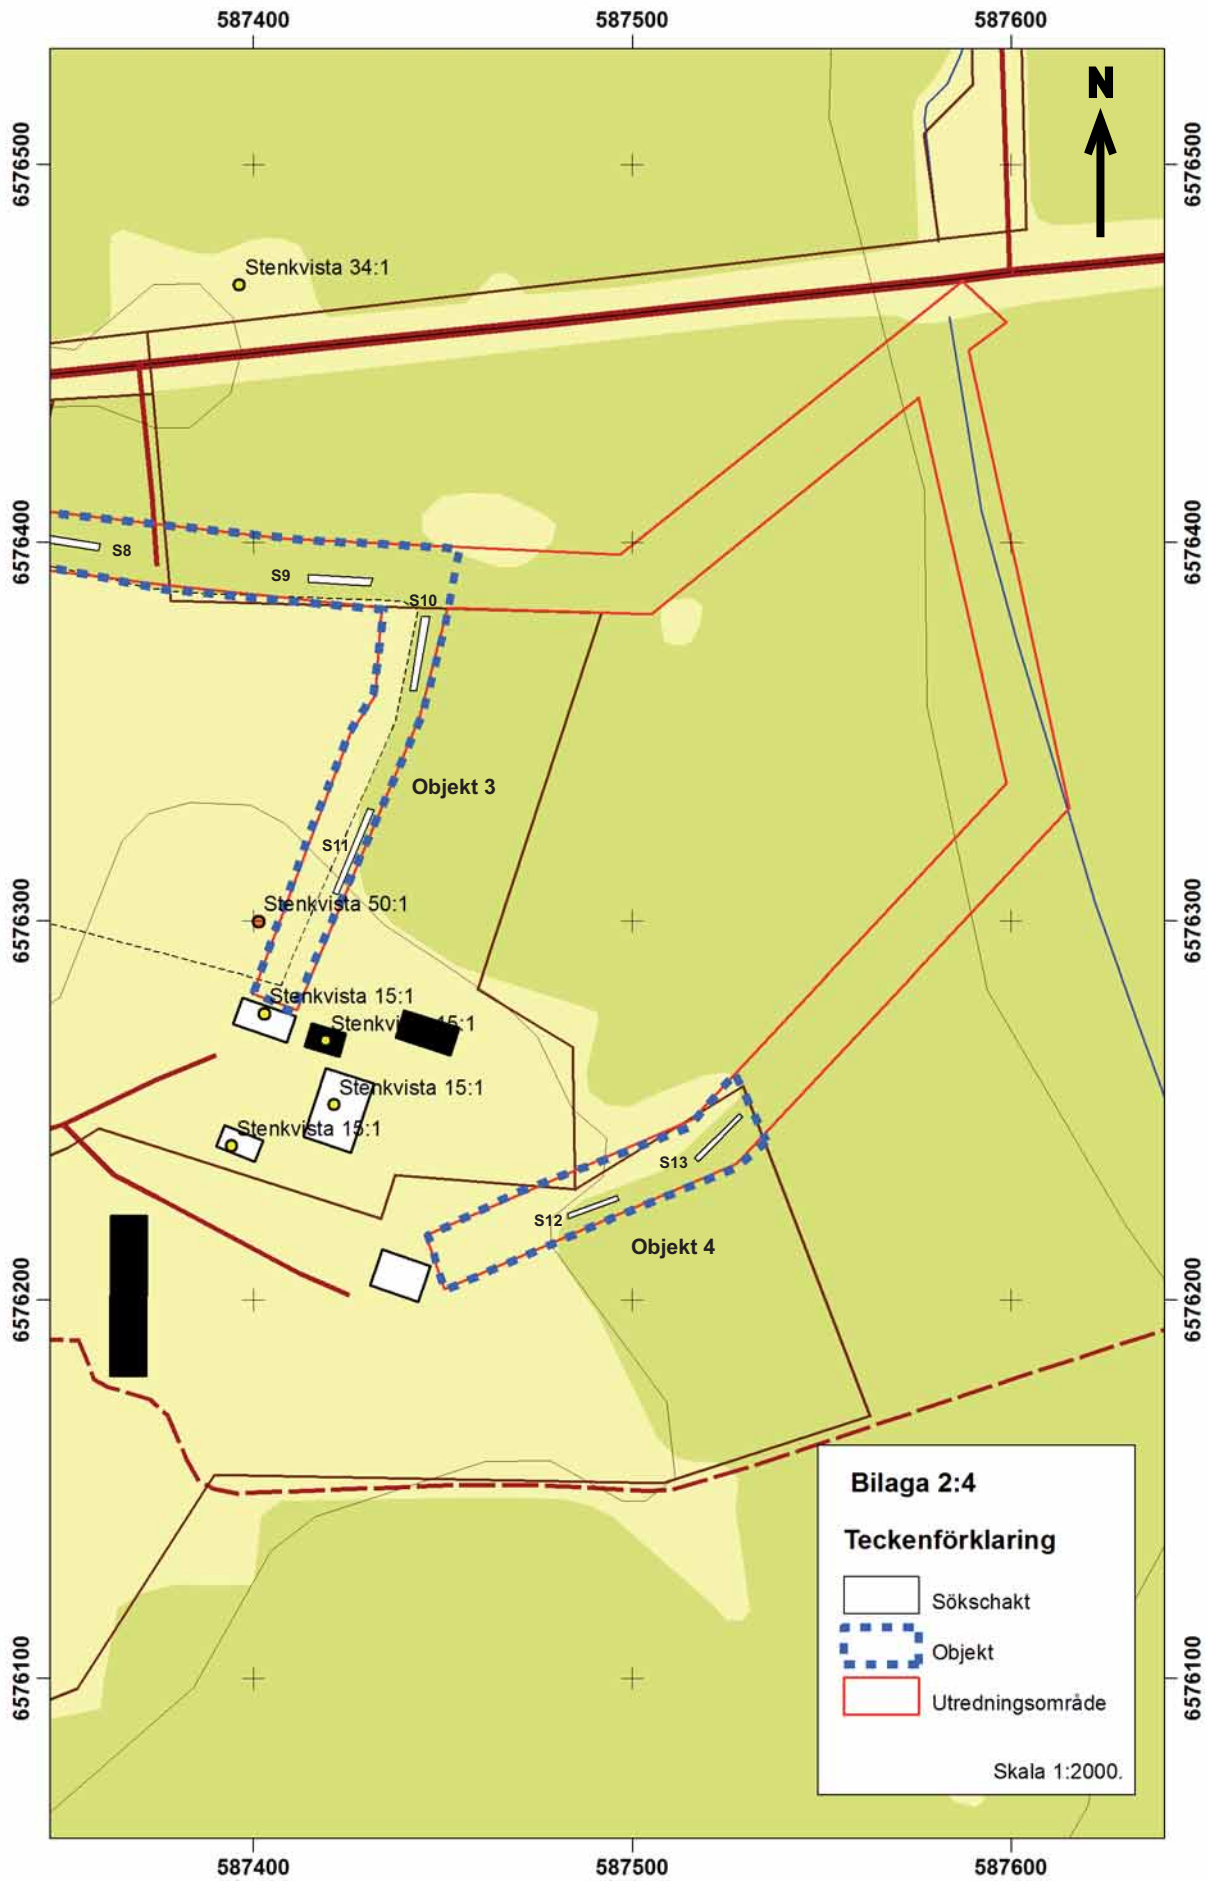 587400 587500 587600
N
6576500 6576500
Stenkvista 34:1
6576400 6576400
S8
S9
S10
Objekt 3
S11
Stenkvista 50:1
6576300 6576300
Stenkvista 15:1
Stenkvista 15:1
Stenkvista 15:1
Stenkvista 15:1
S13
S12
Objekt 4
6576200 6576200
Bilaga 2:4
Teckenförklaring
Sökschakt
Objekt
Utredningsområde
Skala 1:2000.
6576100 6576100
587400 587500 587600